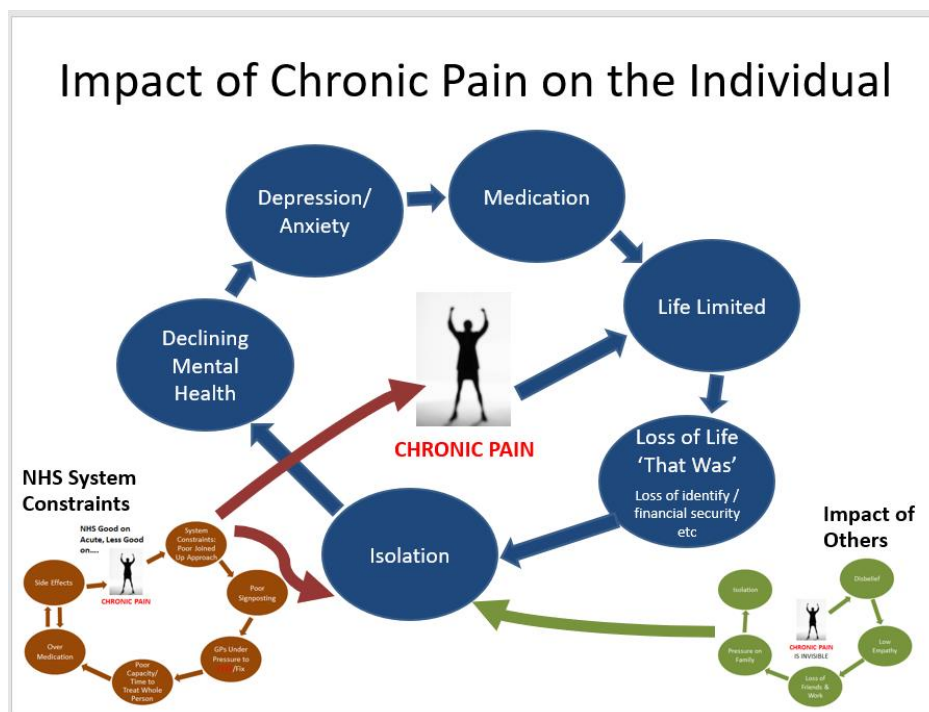 Impact of Chronic Pain on the Individual
Depression/
Anxiety
Medication
Life Limited
Declining
Mental
Health
CHRONIC PAIN
Loss of Life
'That Was'
Loss of identify /
financial security
etc
Isolation
NHS System
Constraints
NHS Good on
Acute, Less Good
on....
CHRONIC PAIN
System
Constraints:
Poor Joined
Up Approach
Poor
Signposting
GPs Under
Pressure to
/Fix
Poor
Capacity/
Time to
Treat Whole
Person
Over
Medication
Side Effects
Impact of
Others
Disbelief
Low
Empathy
Loss of
Friends &
Work
Pressure on
Family
Isolation
CHRONIC PAIN
IS INVISIBLE